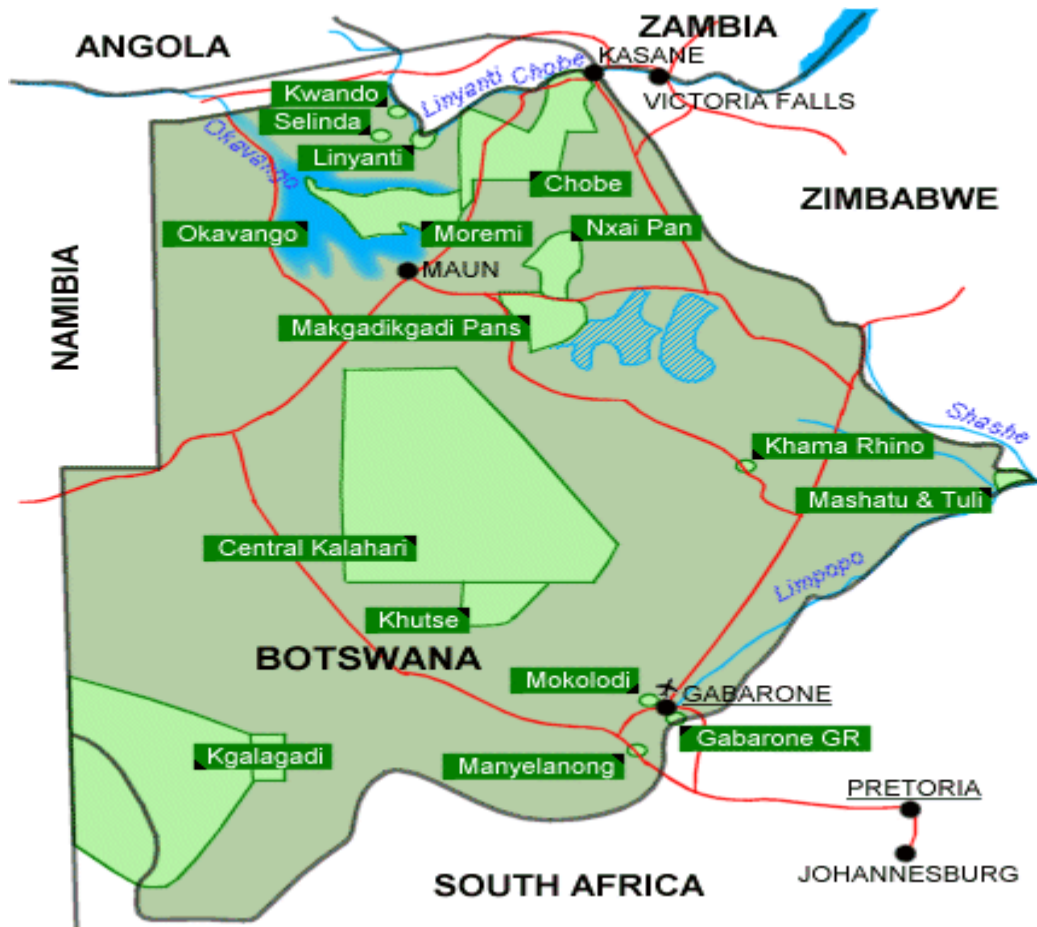 ZAMBIA
ANGOLA
KASANE
Linyanti
Chobe
Kwando
VICTORIA FALLS
Selinda
Okavango
Linyanti
Chobe
ZIMBABWE
Okavango
Moremi
Nxai Pan
NAMIBIA
MAUN
Makgadikgadi Pans
Shashe
Khama Rhino
Mashatu & Tuli
Central Kalahari
Limpopo
Khutse
BOTSWANA
Mokolodi
GABARONE
Gabarone GR
Kgalagadi
Manyelanong
PRETORIA
JOHANNESBURG
SOUTH AFRICA